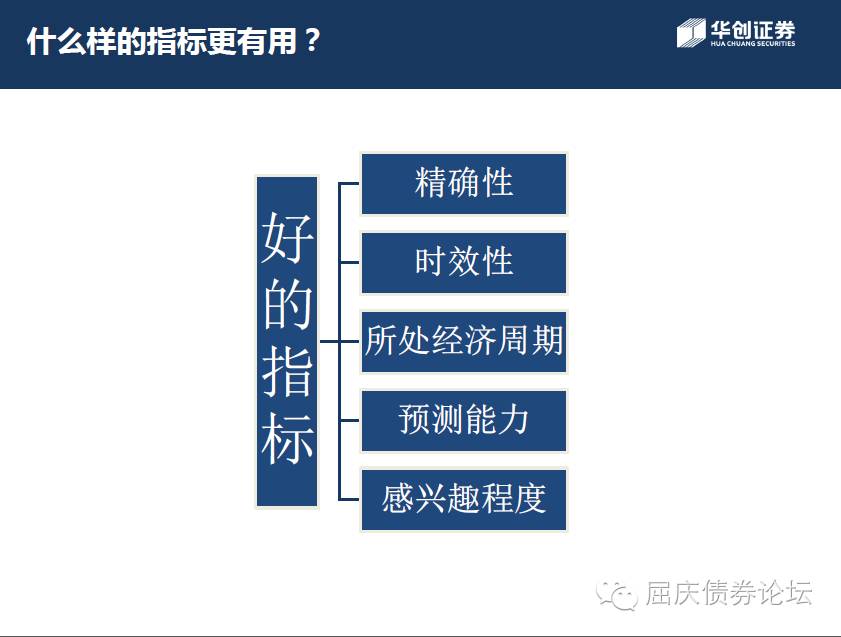 什么样的指标更有用？
华创证券
HUA CHUANG SECURITIES
好的指标
精确性
时效性
所处经济周期
预测能力
感兴趣程度
屈庆债券论坛